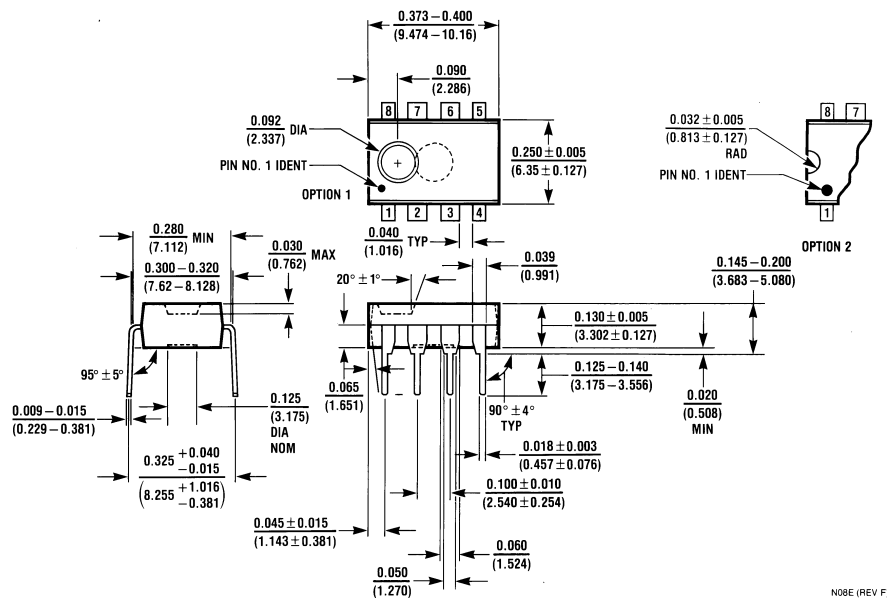 0.373 – 0.400
(9.474 – 10.16)
0.090
(2.286)
8 7 6 5
0.092
(2.337) DIA
PIN NO. 1 IDENT
OPTION 1
+
1 2 3 4
0.250 ± 0.005
(6.35 ± 0.127)
0.032 ± 0.005
(0.813 ± 0.127)
RAD
PIN NO. 1 IDENT
8 7
1
OPTION 2
0.280
(7.112) MIN
0.300 – 0.320
(7.62 – 8.128)
0.030
(0.762) MAX
0.040
(1.016) TYP
0.039
(0.991)
20° ± 1°
0.145 – 0.200
(3.683 – 5.080)
0.130 ± 0.005
(3.302 ± 0.127)
0.125 – 0.140
(3.175 – 3.556)
0.020
(0.508)
MIN
95° ± 5°
0.009 – 0.015
(0.229 – 0.381)
0.125
(3.175)
DIA
NOM
0.065
(1.651)
90° ± 4°
TYP
0.325 +0.040
–0.015
(8.255 +1.016
–0.381)
0.018 ± 0.003
(0.457 ± 0.076)
0.100 ± 0.010
(2.540 ± 0.254)
0.045 ± 0.015
(1.143 ± 0.381)
0.060
(1.524)
0.050
(1.270)
N08E (REV F)